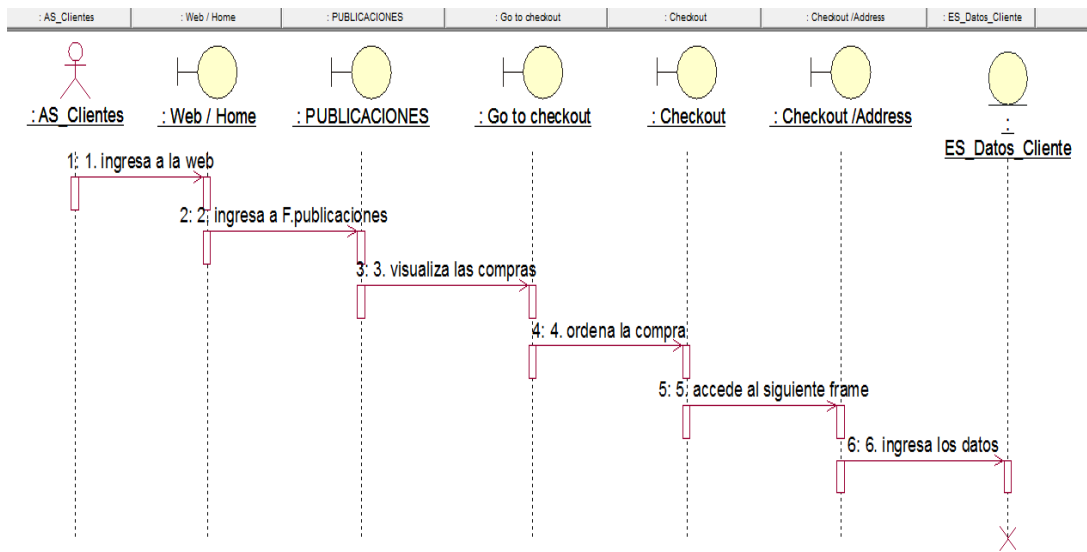 : AS_Clientes
: Web / Home
: PUBLICACIONES
: Go to checkout
: Checkout
: Checkout /Address
: ES_Datos_Cliente
: AS_Clientes
: Web / Home
: PUBLICACIONES
: Go to checkout
: Checkout
: Checkout /Address
:
ES_Datos_Cliente
1: 1. ingresa a la web
2: 2. ingresa a F.publicaciones
3: 3. visualiza las compras
4: 4. ordena la compra
5: 5. accede al siguiente frame
6: 6. ingresa los datos